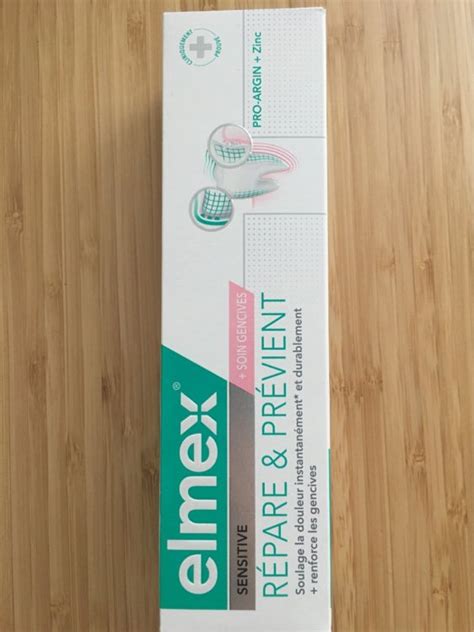 elmex®
SENSITIVE
+ SOIN GENCIVES
RÉPARE & PRÉVIENT
Soulage la douleur instantanément* et durablement
+ renforce les gencives
CLINIQUEMENT
PROUVÉ
PRO-ARGIN + Zinc